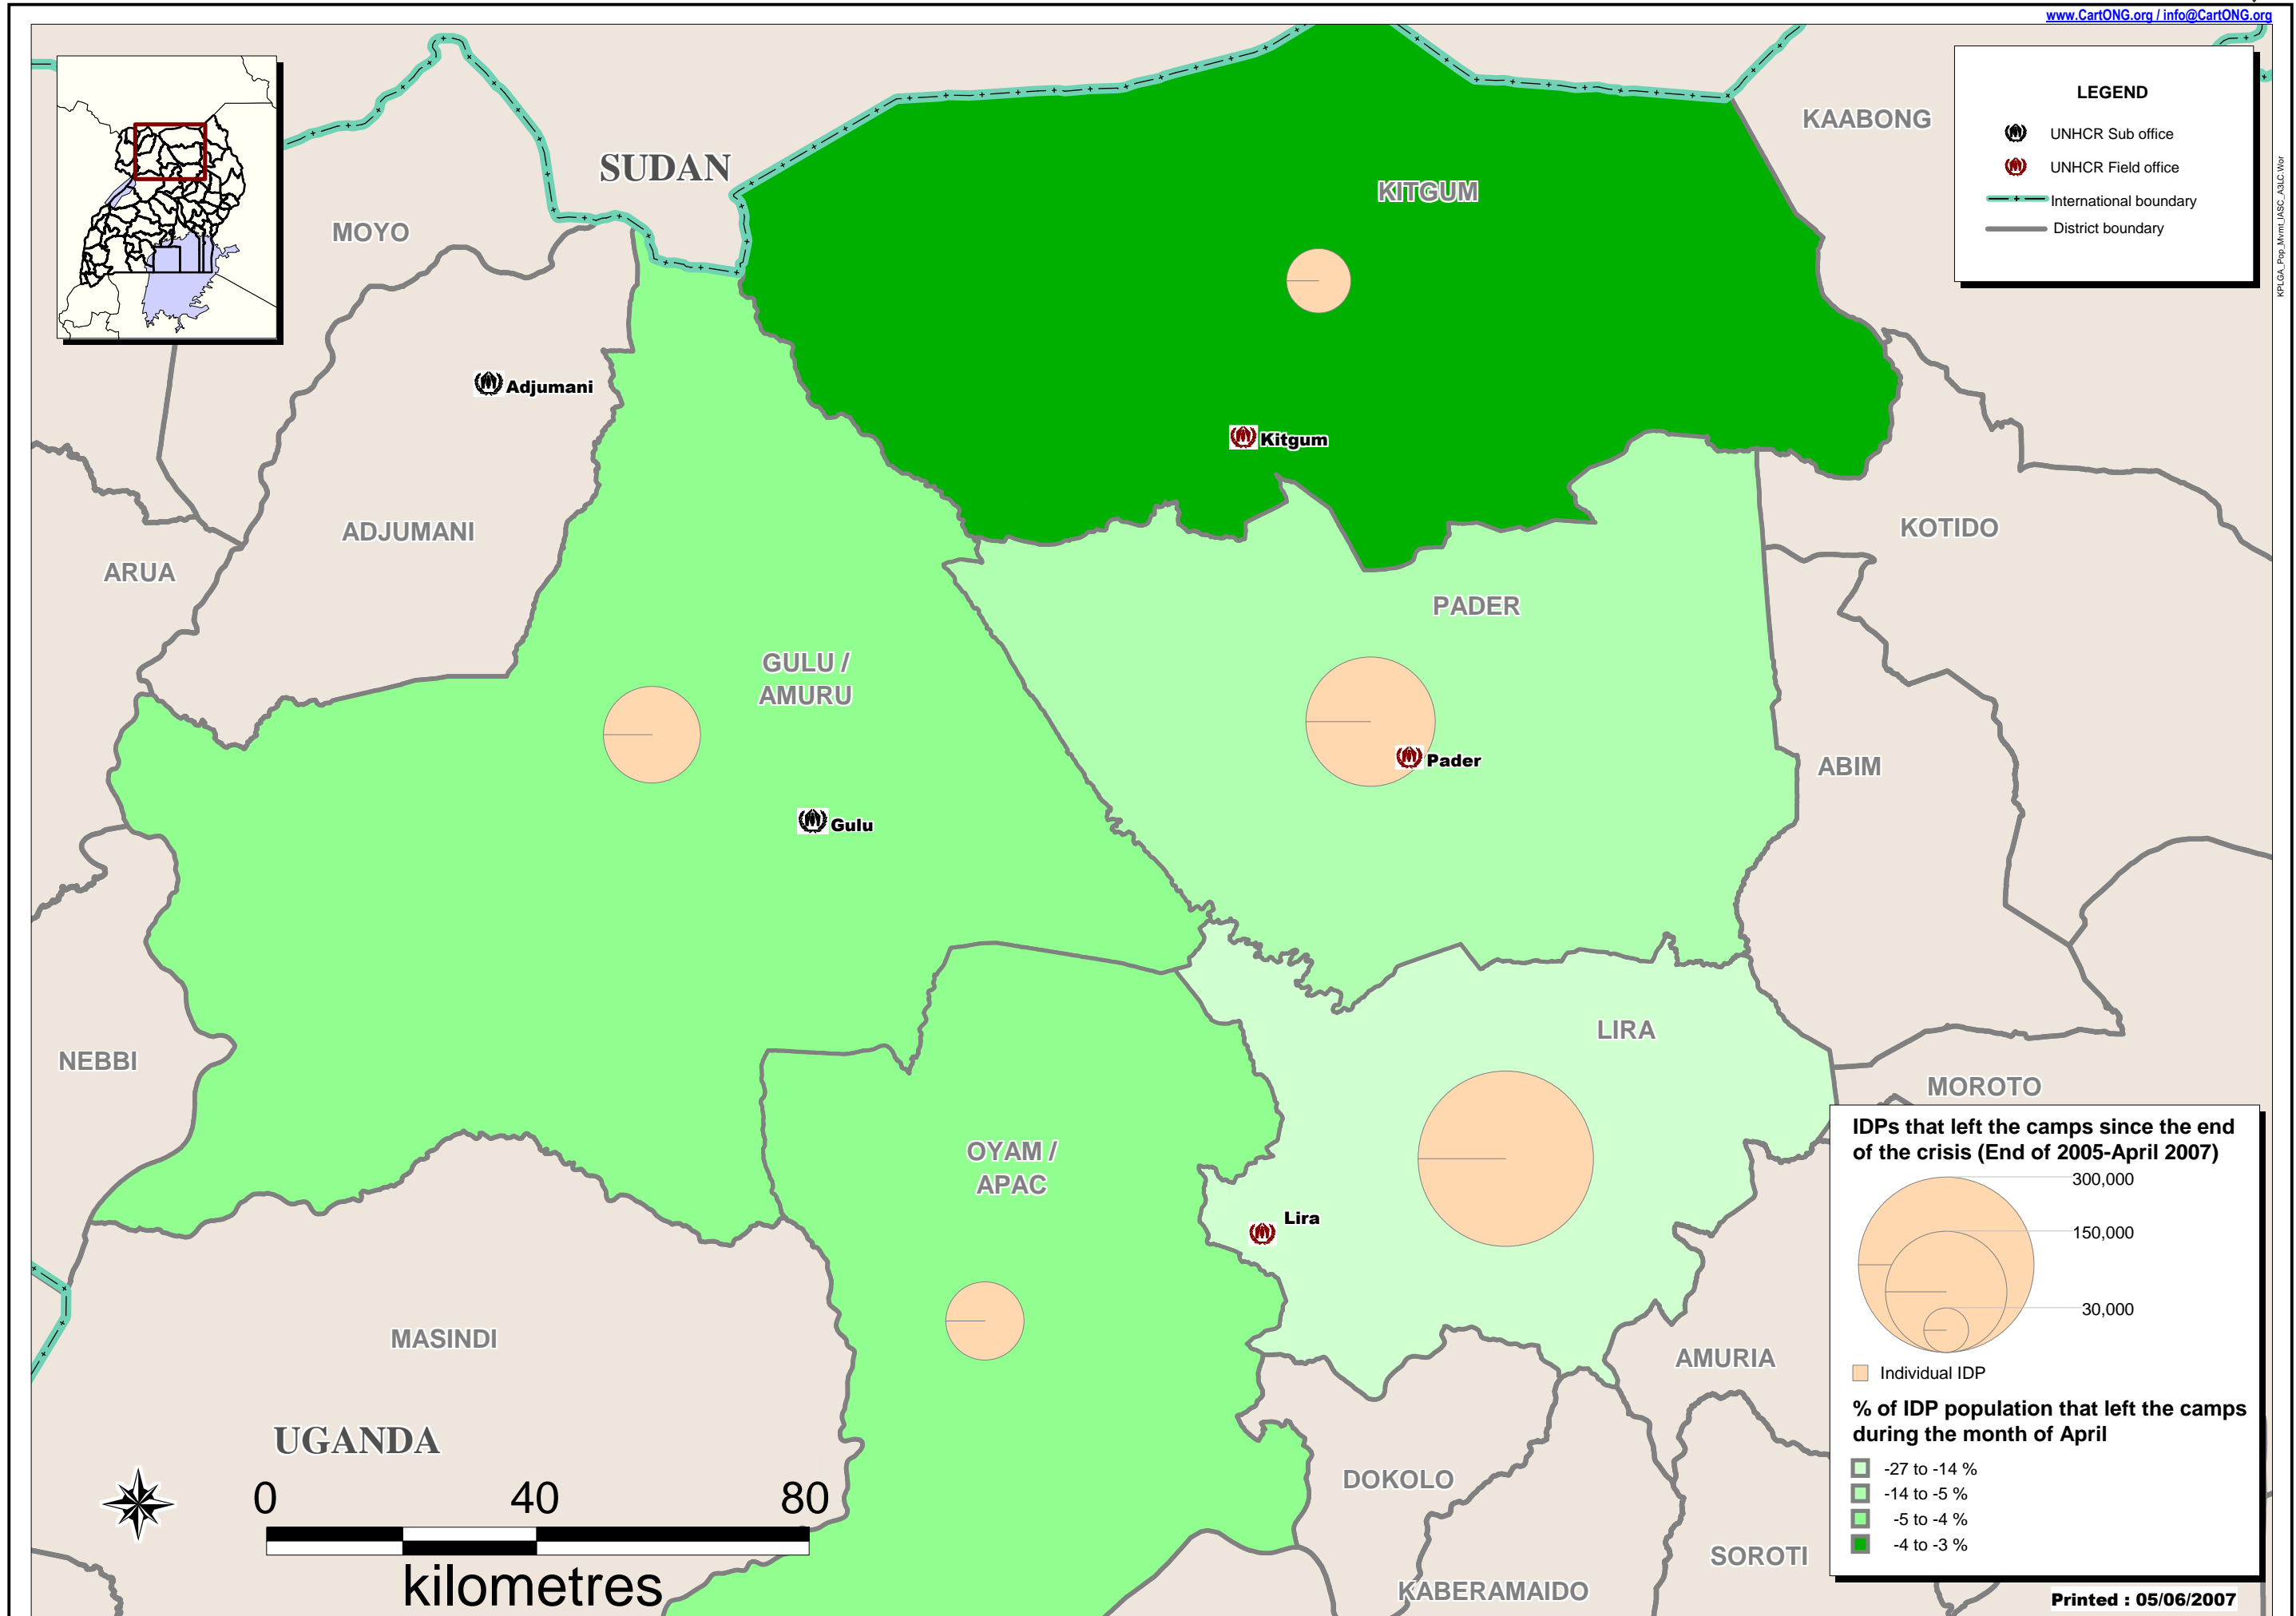 www.CartONG.org / info@CartONG.org
LEGEND
UNHCR Sub office
UNHCR Field office
International boundary
District boundary
KPLGA_Pop_Mvmt_IASC_A3LC.Wor
KAABONG
SUDAN
KITGUM
MOYO
Adjumani
Kitgum
ADJUMANI
KOTIDO
ARUA
PADER
GULU /
AMURU
Pader
ABIM
Gulu
LIRA
NEBBI
MOROTO
OYAM /
APAC
Lira
MASINDI
AMURIA
UGANDA
DOKOLO
SOROTI
KABERAMAIDO
0 40 80
kilometres
IDPs that left the camps since the end
of the crisis (End of 2005-April 2007)
300,000
150,000
30,000
Individual IDP
% of IDP population that left the camps
during the month of April
-27 to -14 %
-14 to -5 %
-5 to -4 %
-4 to -3 %
Printed : 05/06/2007